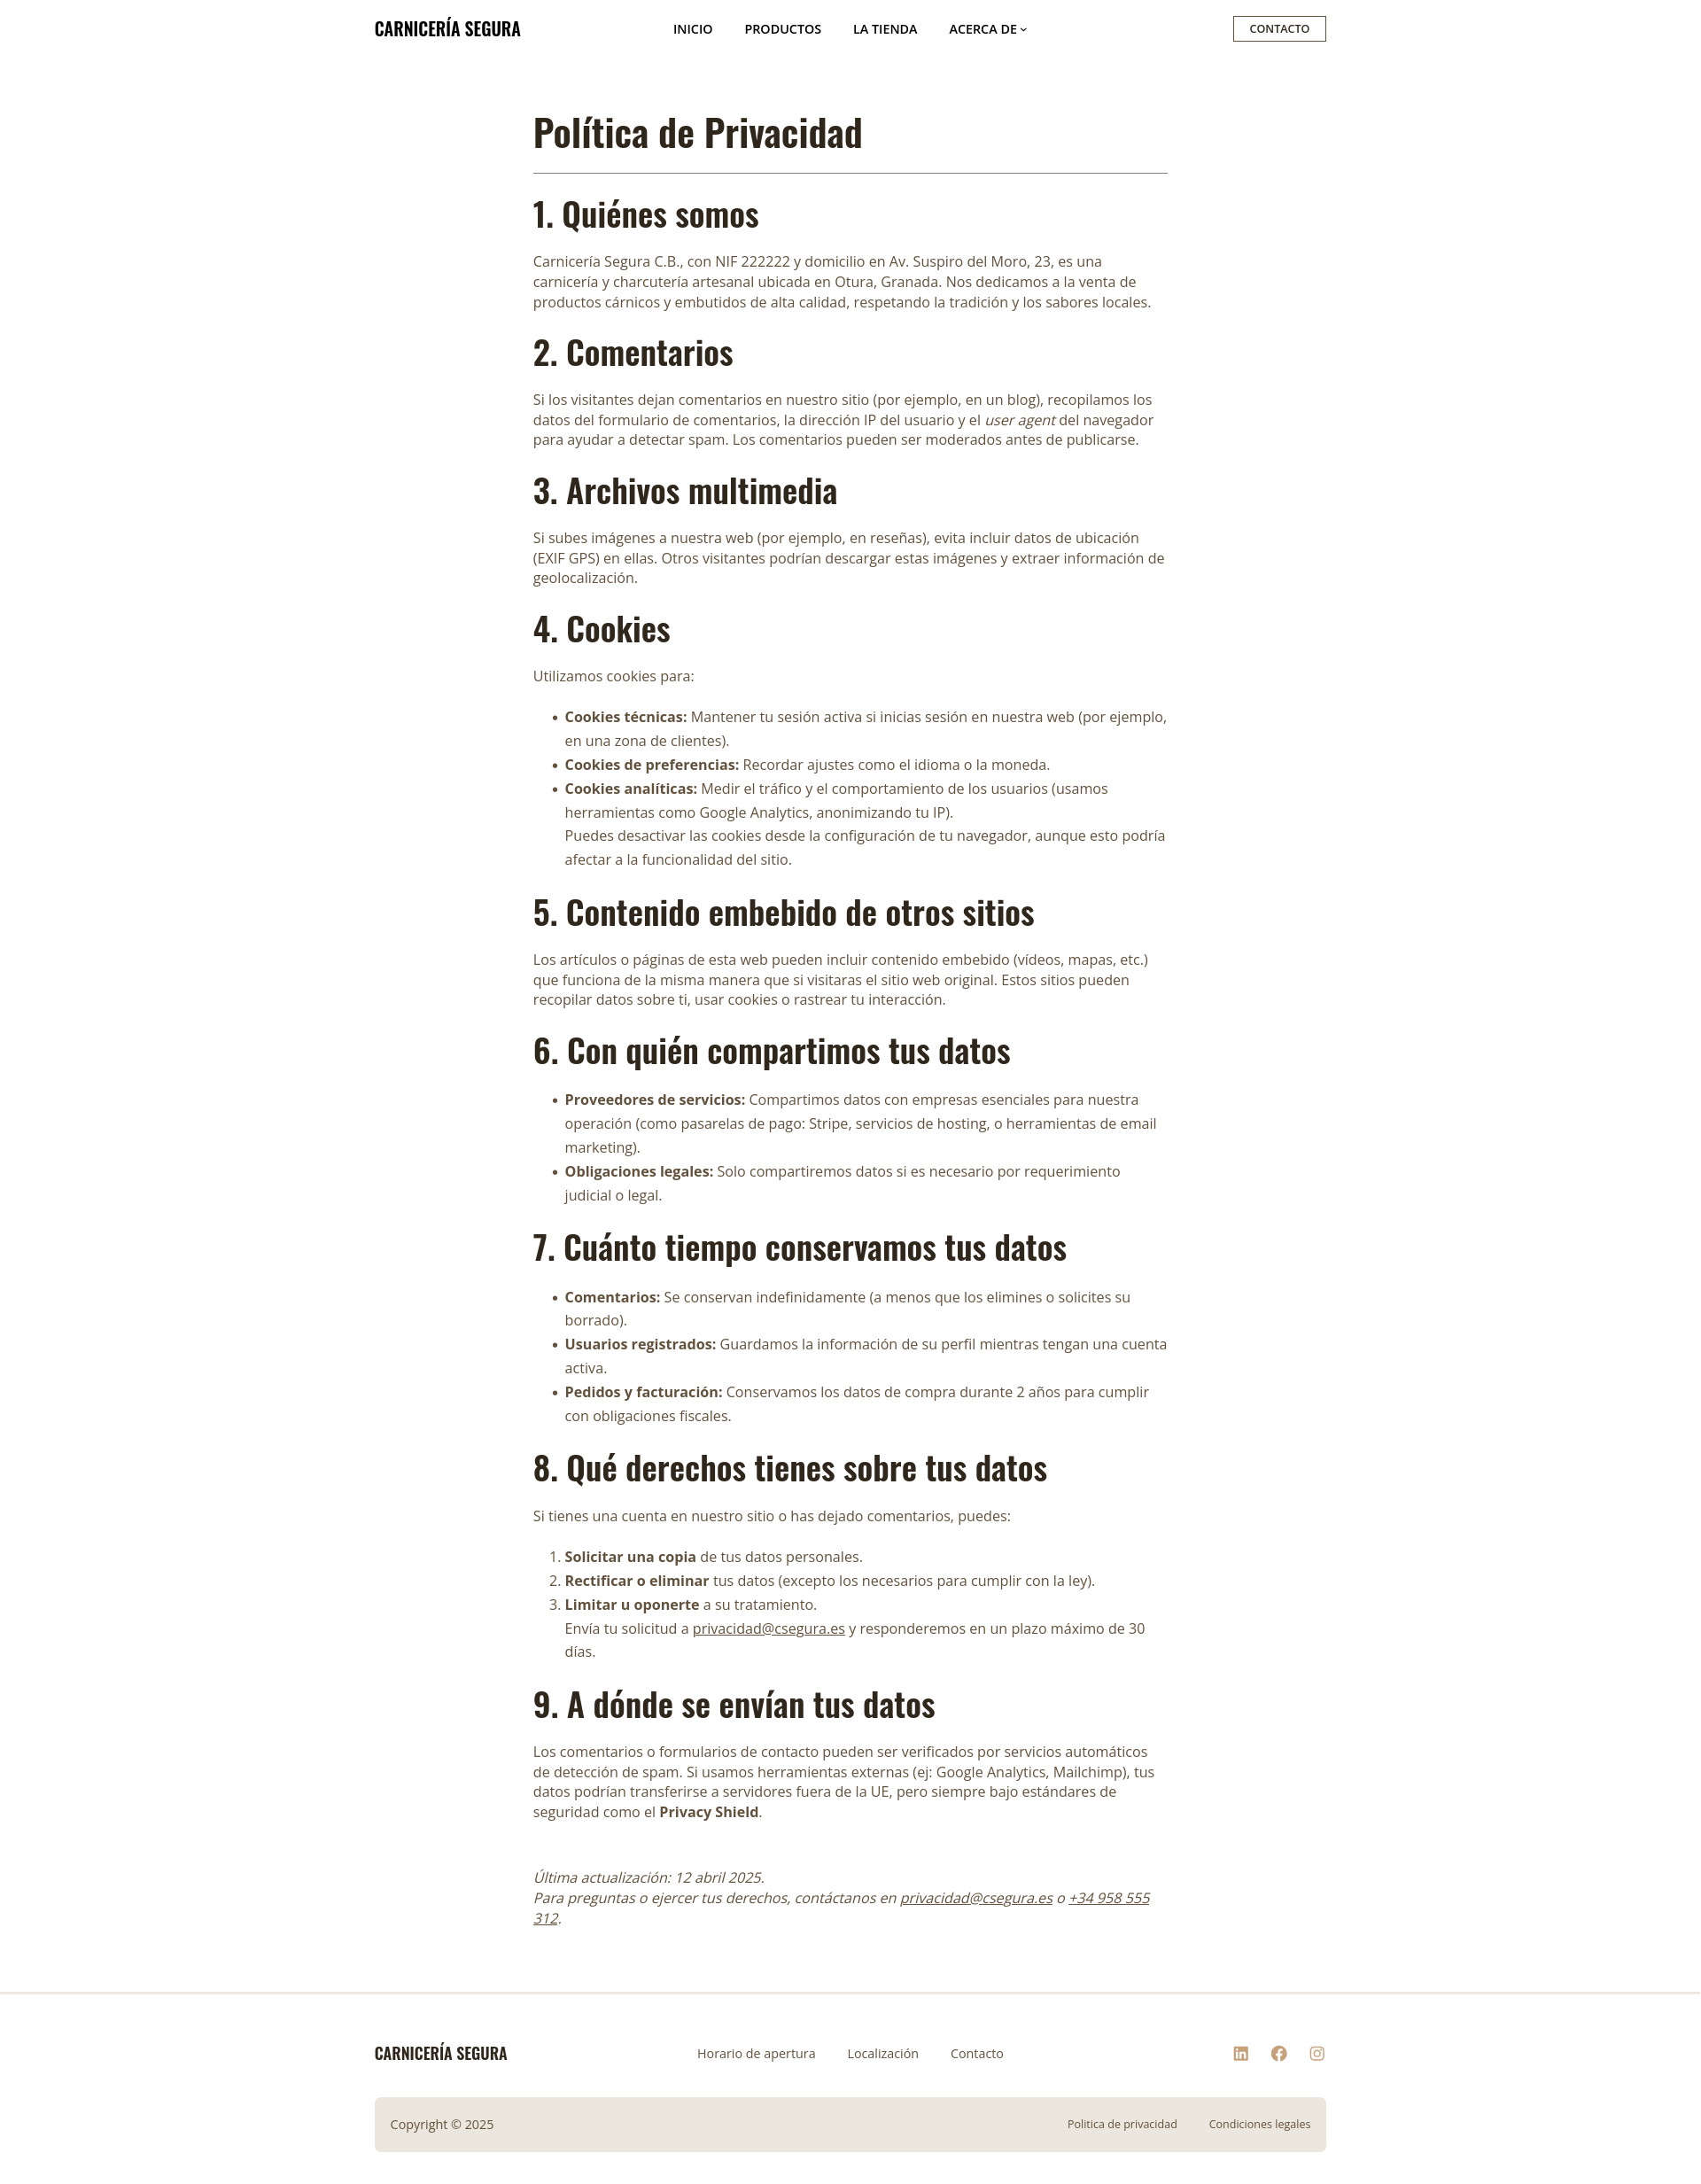 CARNICERÍA SEGURA
INICIO
PRODUCTOS
LA TIENDA
ACERCA DE
CONTACTO
Política de Privacidad
1. Quiénes somos
Carnicería Segura C.B., con NIF 222222 y domicilio en Av. Suspiro del Moro, 23, es una
carnicería y charcutería artesanal ubicada en Otura, Granada. Nos dedicamos a la venta de
productos cárnicos y embutidos de alta calidad, respetando la tradición y los sabores locales.
2. Comentarios
Si los visitantes dejan comentarios en nuestro sitio (por ejemplo, en un blog), recopilamos los
datos del formulario de comentarios, la dirección IP del usuario y el user agent del navegador
para ayudar a detectar spam. Los comentarios pueden ser moderados antes de publicarse.
3. Archivos multimedia
Si subes imágenes a nuestra web (por ejemplo, en reseñas), evita incluir datos de ubicación
(EXIF GPS) en ellas. Otros visitantes podrían descargar estas imágenes y extraer información de
geolocalización.
4. Cookies
Utilizamos cookies para:
• Cookies técnicas: Mantener tu sesión activa si inicias sesión en nuestra web (por ejemplo,
en una zona de clientes).
• Cookies de preferencias: Recordar ajustes como el idioma o la moneda.
• Cookies analíticas: Medir el tráfico y el comportamiento de los usuarios (usamos
herramientas como Google Analytics, anonimizando tu IP).
Puedes desactivar las cookies desde la configuración de tu navegador, aunque esto podría
afectar a la funcionalidad del sitio.
5. Contenido embebido de otros sitios
Los artículos o páginas de esta web pueden incluir contenido embebido (vídeos, mapas, etc.)
que funciona de la misma manera que si visitaras el sitio web original. Estos sitios pueden
recopilar datos sobre ti, usar cookies o rastrear tu interacción.
6. Con quién compartimos tus datos
• Proveedores de servicios: Compartimos datos con empresas esenciales para nuestra
operación (como pasarelas de pago: Stripe, servicios de hosting, o herramientas de email
marketing).
• Obligaciones legales: Solo compartiremos datos si es necesario por requerimiento
judicial o legal.
7. Cuánto tiempo conservamos tus datos
• Comentarios: Se conservan indefinidamente (a menos que los elimines o solicites su
borrado).
• Usuarios registrados: Guardamos la información de su perfil mientras tengan una cuenta
activa.
• Pedidos y facturación: Conservamos los datos de compra durante 2 años para cumplir
con obligaciones fiscales.
8. Qué derechos tienes sobre tus datos
Si tienes una cuenta en nuestro sitio o has dejado comentarios, puedes:
1. Solicitar una copia de tus datos personales.
2. Rectificar o eliminar tus datos (excepto los necesarios para cumplir con la ley).
3. Limitar u oponerte a su tratamiento.
Envía tu solicitud a privacidad@csegura.es y responderemos en un plazo máximo de 30
días.
9. A dónde se envían tus datos
Los comentarios o formularios de contacto pueden ser verificados por servicios automáticos
de detección de spam. Si usamos herramientas externas (ej: Google Analytics, Mailchimp), tus
datos podrían transferirse a servidores fuera de la UE, pero siempre bajo estándares de
seguridad como el Privacy Shield.
Última actualización: 12 abril 2025.
Para preguntas o ejercer tus derechos, contáctanos en privacidad@csegura.es o +34 958 555
312.
CARNICERÍA SEGURA
Horario de apertura
Localización
Contacto
Copyright © 2025
Politica de privacidad
Condiciones legales